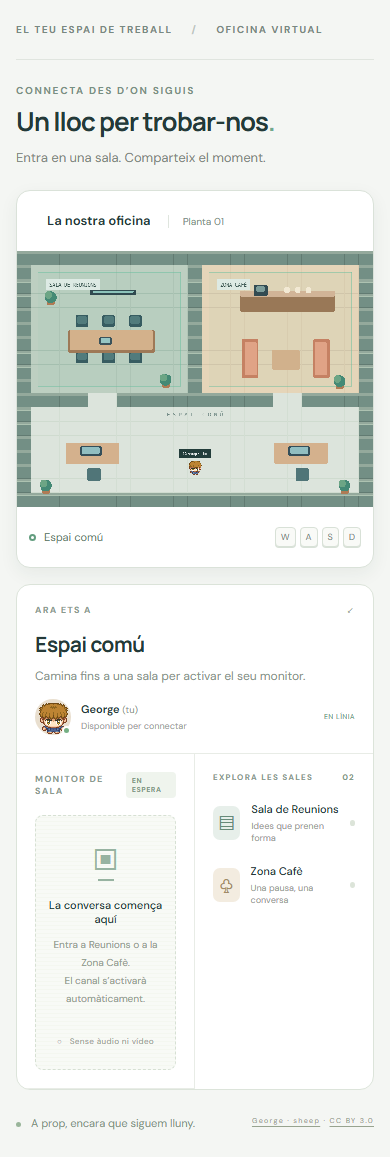 EL TEU ESPAI DE TREBALL / OFICINA VIRTUAL
CONNECTA DES D'ON SIGUIS
Un lloc per trobar-nos.
Entra en una sala. Comparteix el moment.
La nostra oficina
Planta 01
SALA DE REUNIONS
ZONA CAFÈ
ESPAI COMÚ
Espai comú
W A S D
ARA ETS A
Espai comú
Camina fins a una sala per activar el seu monitor.
George (tu)
Disponible per connectar
EN LÍNIA
MONITOR DE
SALA
EN
ESPERA
La conversa comença
aquí
Entra a Reunions o a la
Zona Cafè.
El canal s'activarà
automàticament.
Sense àudio ni vídeo
EXPLORA LES SALES 02
Sala de Reunions
Idees que prenen
forma
Zona Cafè
Una pausa, una
conversa
A prop, encara que siguem lluny.
George · sheep · CC BY 3.0